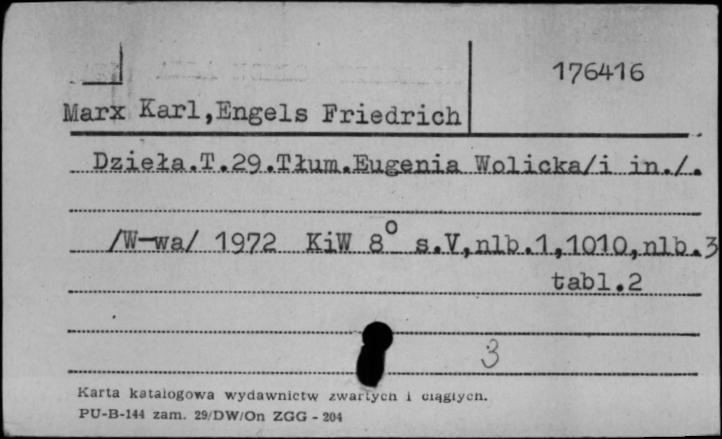 176416
Marx Karl,Engels Friedrich
Dzieła.T.29.Tłum.Eugenia Wolicka/i in./.
/W-wa/ 1972 KiW 8° s.V,nlb.1,1010,nlb.3
tabl.2
3
Karta katalogowa wydawnictw zwartych i ciągłych.
PU-B-144 zam. 29/DW/On ZGG - 204